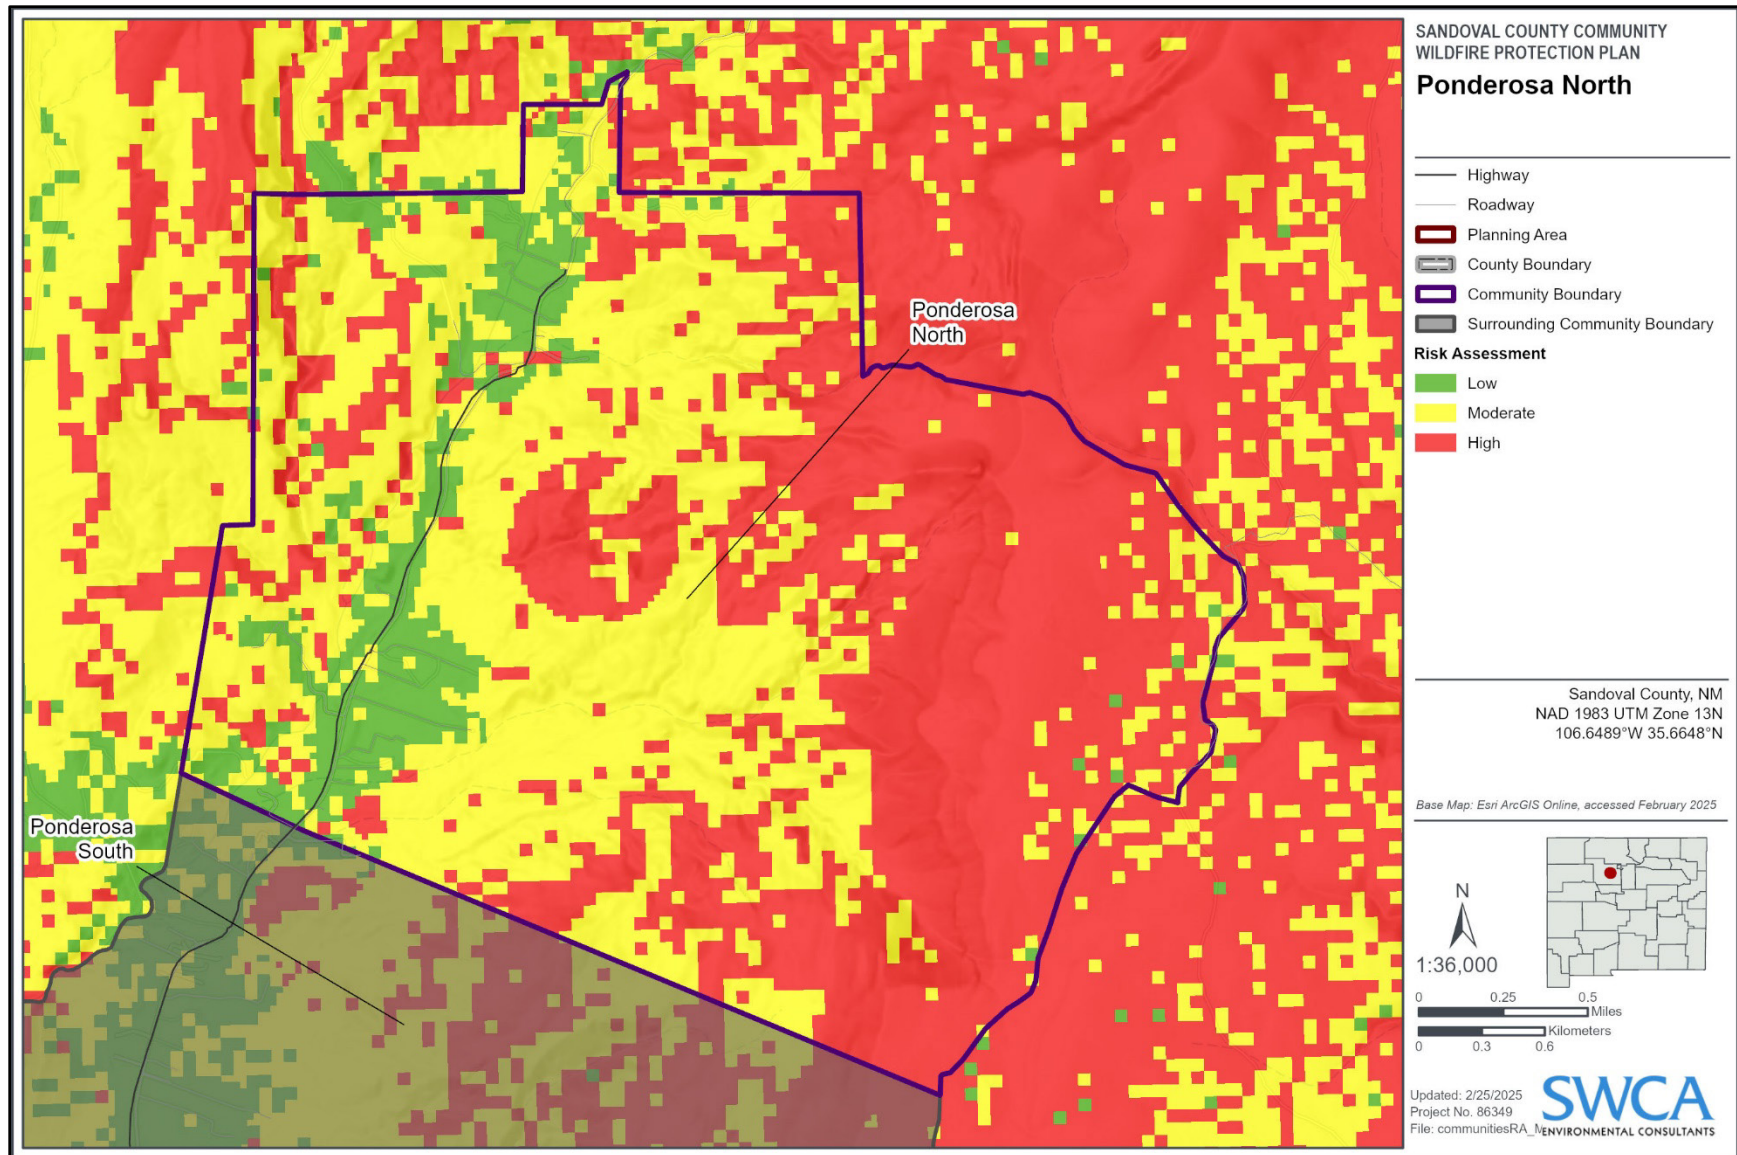 SANDOVAL COUNTY COMMUNITY
WILDFIRE PROTECTION PLAN
Ponderosa North
Highway
Roadway
Planning Area
County Boundary
Community Boundary
Surrounding Community Boundary
Risk Assessment
Low
Moderate
High
Ponderosa
North
Ponderosa
South
Sandoval County, NM
NAD 1983 UTM Zone 13N
106.6489°W 35.6648°N
Base Map: Esri ArcGIS Online, accessed February 2025
N
1:36,000
0 0.25 0.5
Miles
Kilometers
0 0.3 0.6
Updated: 2/25/2025
Project No. 86349
File: communitiesRA_M
SWCA
ENVIRONMENTAL CONSULTANTS